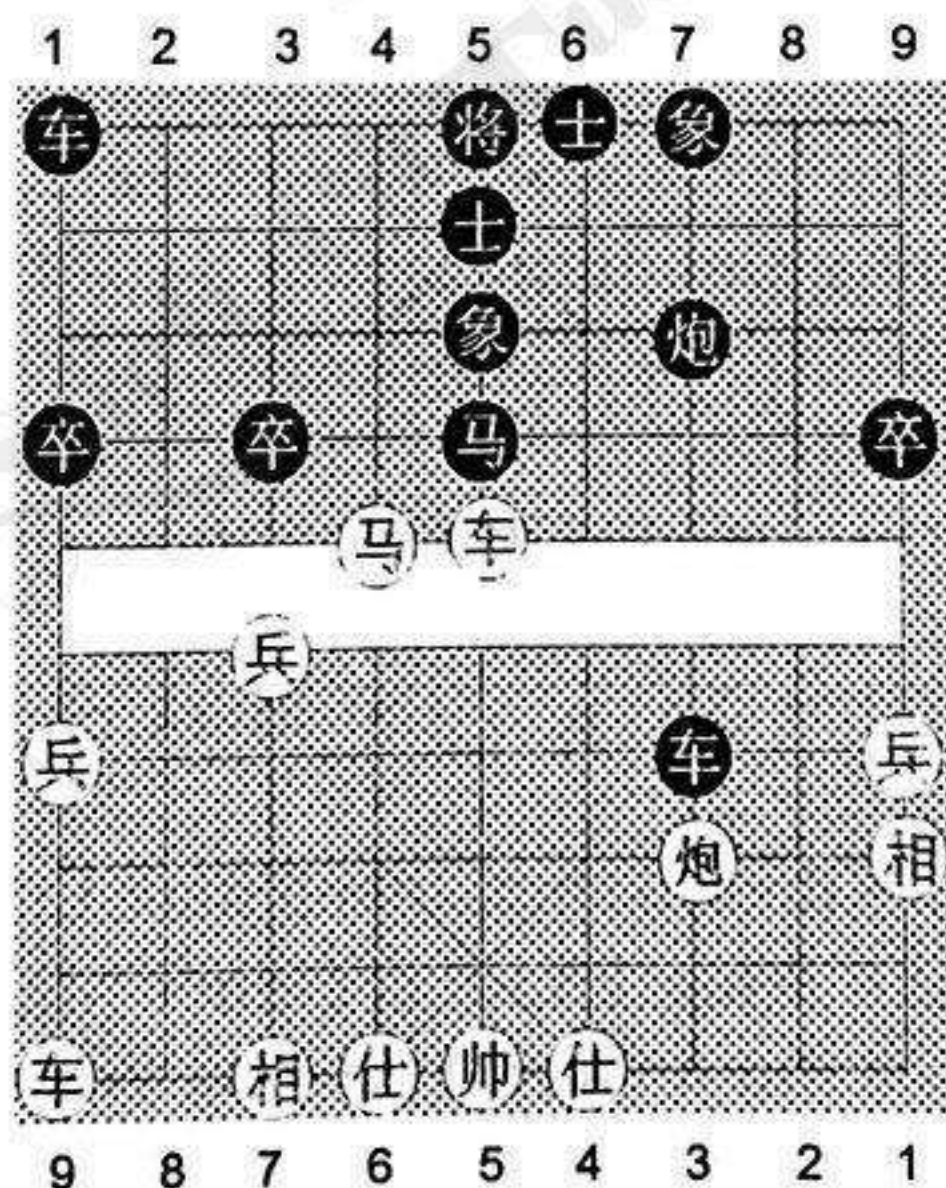 1 2 3 4 5 6 7 8 9
车 将 士 象
士
象 炮
卒 卒 马 卒
马 车
兵
兵 车 兵
炮 相
车 相 仕 帅 仕
9 8 7 6 5 4 3 2 1